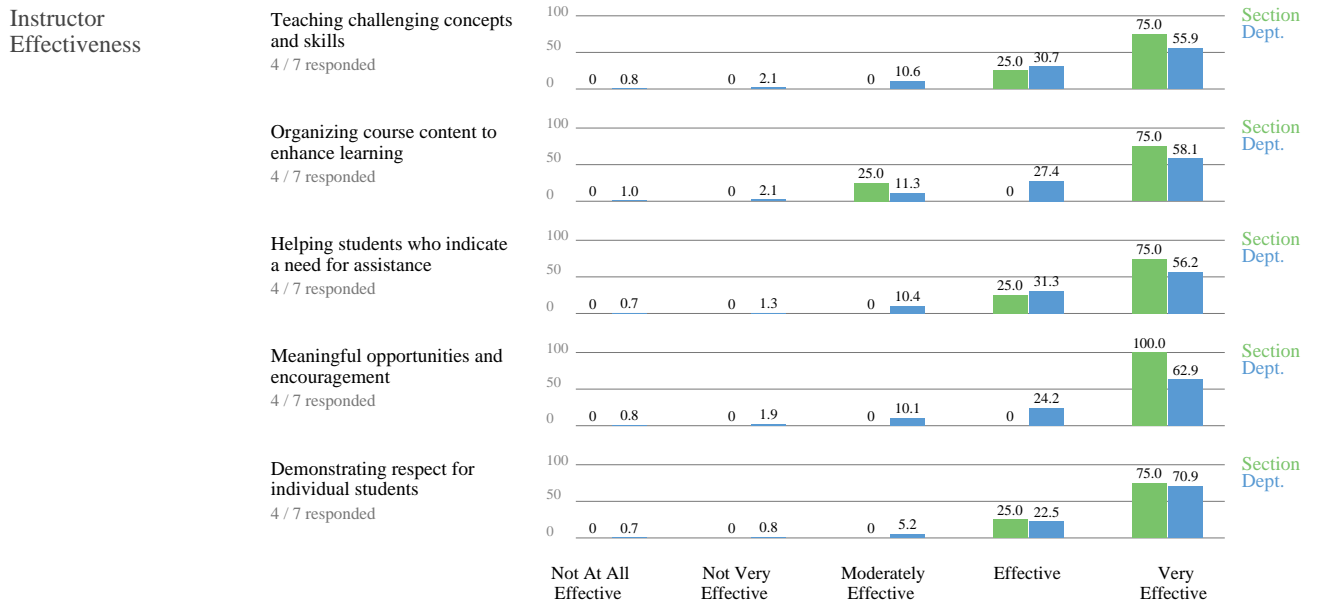 Instructor
Effectiveness
Teaching challenging concepts
and skills
4 / 7 responded
100
50
0
0 0.8 0 2.1 0 10.6 25.0 30.7 75.0 55.9
Section
Dept.
Organizing course content to
enhance learning
4 / 7 responded
100
50
0
0 1.0 0 2.1 25.0 11.3 0 27.4 75.0 58.1
Section
Dept.
Helping students who indicate
a need for assistance
4 / 7 responded
100
50
0
0 0.7 0 1.3 0 10.4 25.0 31.3 75.0 56.2
Section
Dept.
Meaningful opportunities and
encouragement
4 / 7 responded
100
50
0
0 0.8 0 1.9 0 10.1 0 24.2 100.0 62.9
Section
Dept.
Demonstrating respect for
individual students
4 / 7 responded
100
50
0
0 0.7 0 0.8 0 5.2 25.0 22.5 75.0 70.9
Section
Dept.
Not At All
Effective
Not Very
Effective
Moderately
Effective
Effective
Very
Effective